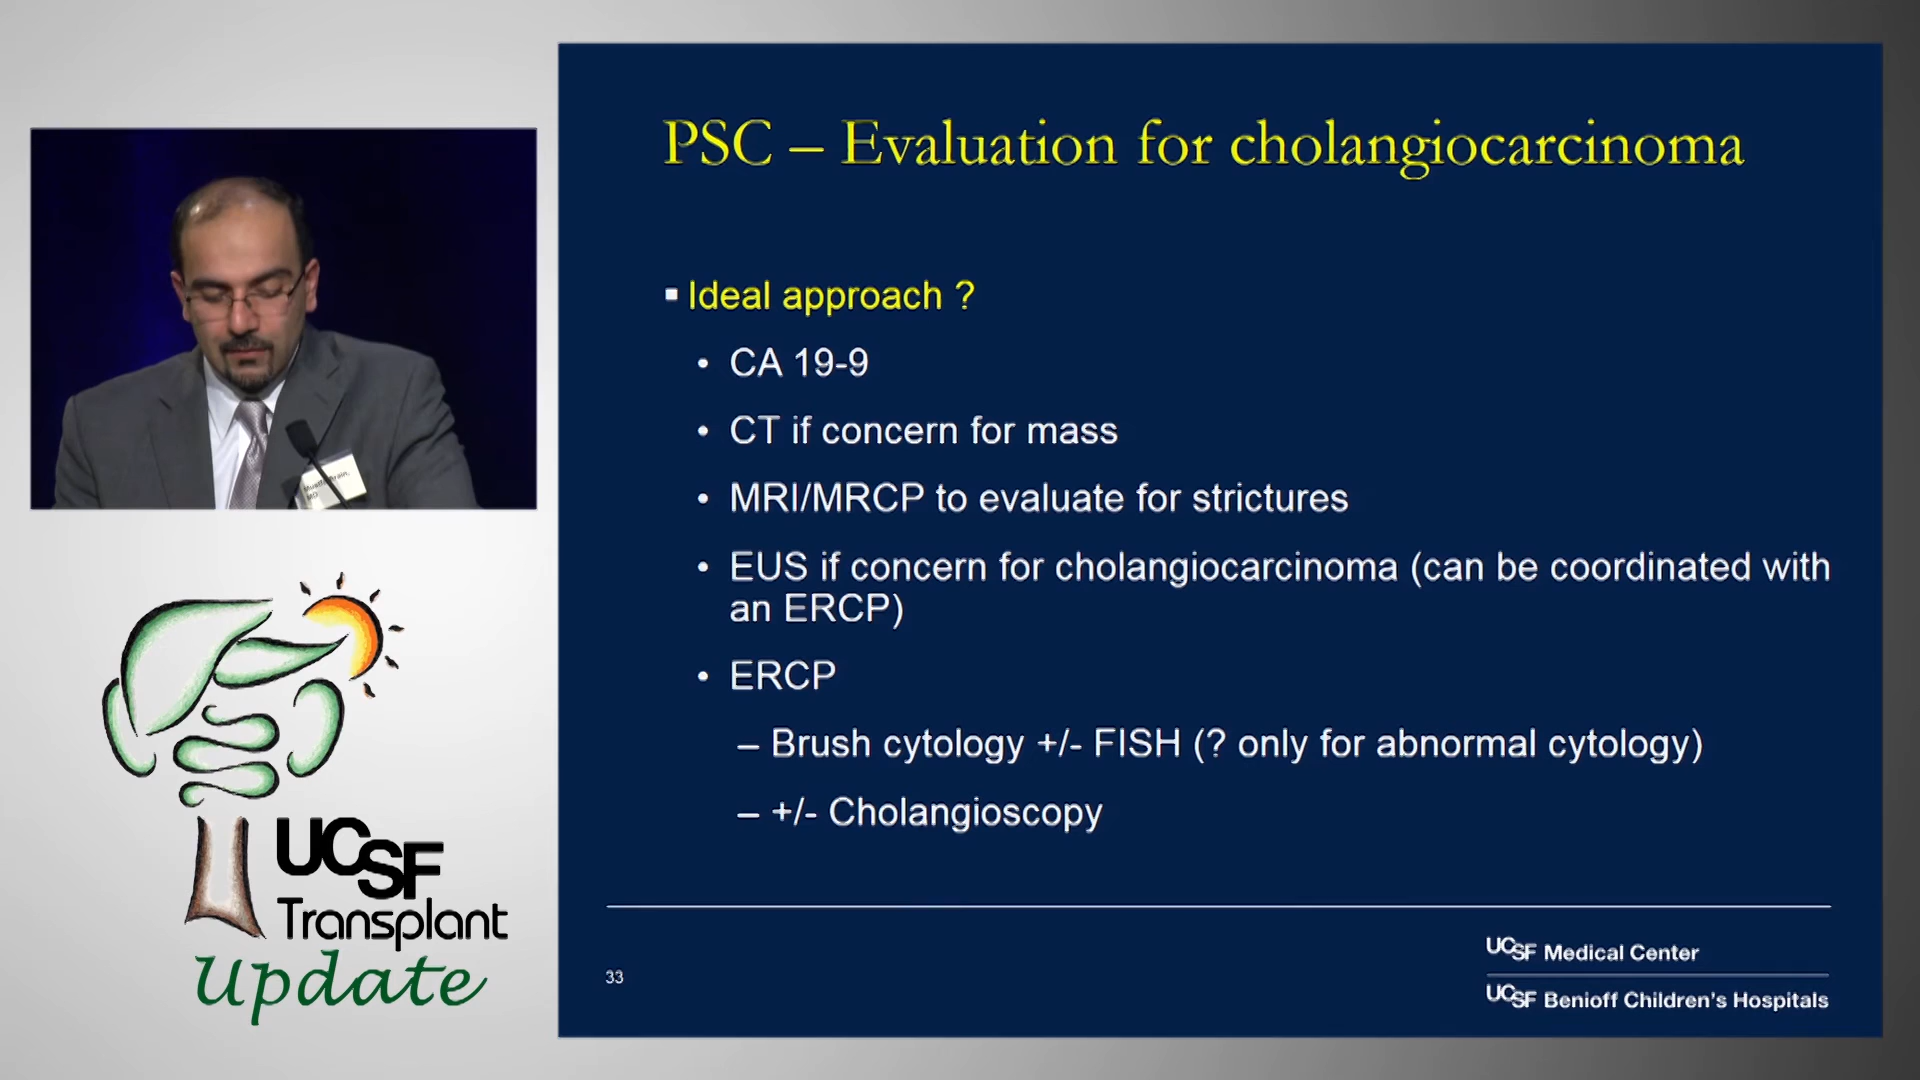 PSC – Evaluation for cholangiocarcinoma
▪ Ideal approach ?
• CA 19-9
• CT if concern for mass
• MRI/MRCP to evaluate for strictures
• EUS if concern for cholangiocarcinoma (can be coordinated with
an ERCP)
• ERCP
– Brush cytology +/- FISH (? only for abnormal cytology)
– +/- Cholangioscopy
33
UCSF Medical Center
UCSF Benioff Children's Hospitals
MD
UCSF
Transplant
Update